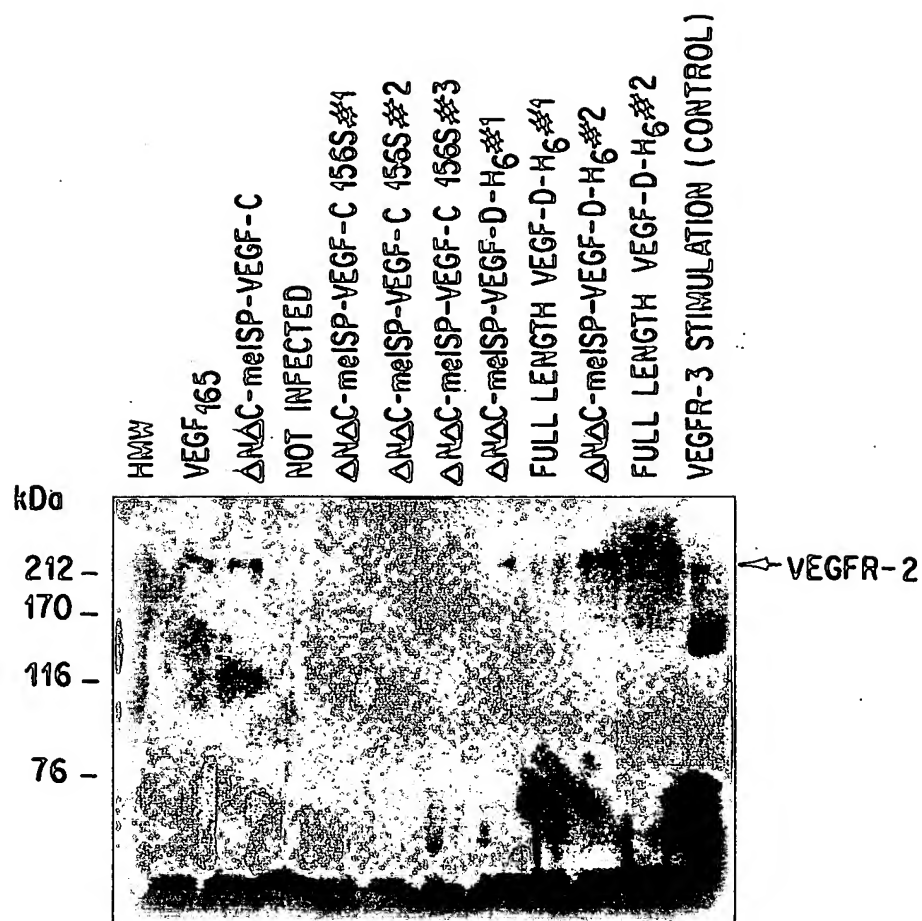 HMW
VEGF165
ΔNΔC-melSP-VEGF-C
NOT INFECTED
ΔNΔC-melSP-VEGF-C 156S#1
ΔNΔC-melSP-VEGF-C 156S#2
ΔNΔC-melSP-VEGF-C 156S#3
ΔNΔC-melSP-VEGF-D-H6#1
FULL LENGTH VEGF-D-H6#1
ΔNΔC-melSP-VEGF-D-H6#2
FULL LENGTH VEGF-D-H6#2
VEGFR-3 STIMULATION (CONTROL)
kDa
212 –
170 –
116 –
76 –
VEGFR-2